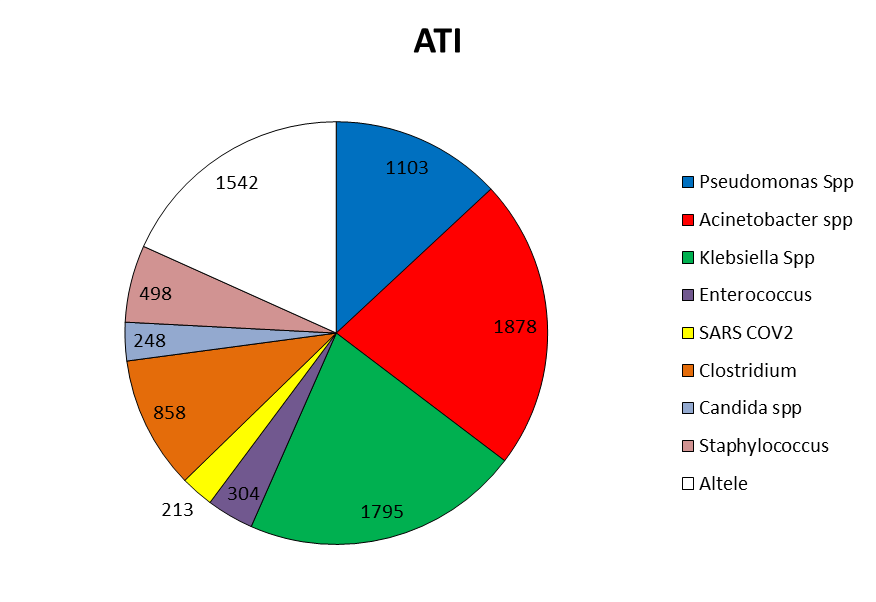 ATI
1103
1878
1795
304
213
858
248
498
1542
Pseudomonas Spp
Acinetobacter spp
Klebsiella Spp
Enterococcus
SARS COV2
Clostridium
Candida spp
Staphylococcus
Altele